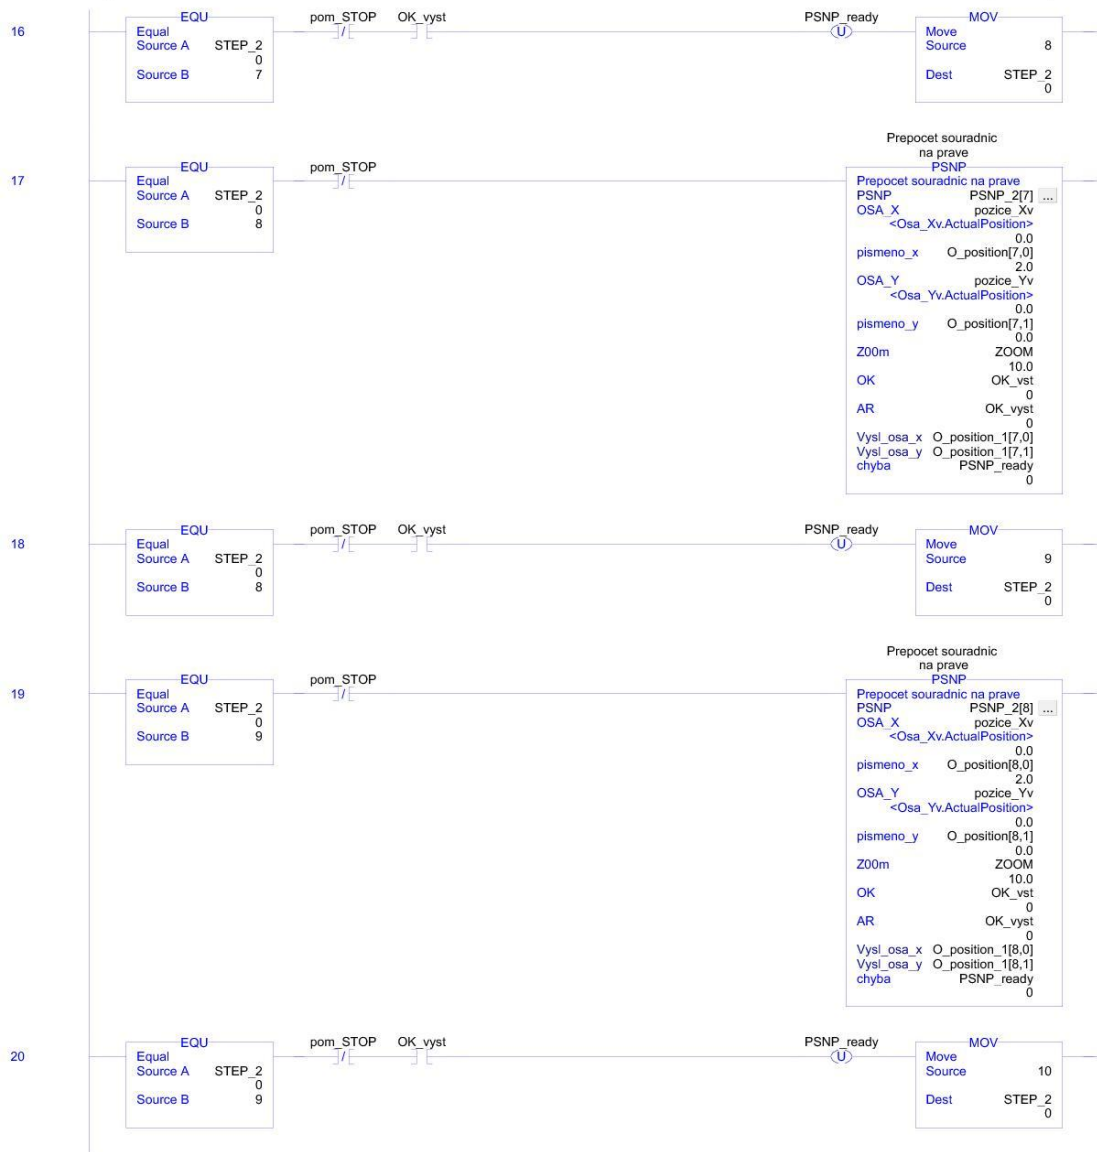 EQU pom_STOP OK_vyst PSNP_ready MOV
16 Equal / U Move
Source A STEP_2 Source 8
0
Source B 7 Dest STEP_2
0
Prepocet souradnic
na prave
EQU pom_STOP PSNP
17 Equal / Prepocet souradnic na prave
Source A STEP_2 PSNP PSNP_2[7] ...
0 OSA_X pozice_Xv
Source B 8 <Osa_Xv.ActualPosition>
0.0
pismeno_x O_position[7,0]
2.0
OSA_Y pozice_Yv
<Osa_Yv.ActualPosition>
0.0
pismeno_y O_position[7,1]
0.0
Z00m ZOOM
10.0
OK OK_vst
0
AR OK_vyst
0
Vysl_osa_x O_position_1[7,0]
Vysl_osa_y O_position_1[7,1]
chyba PSNP_ready
0
EQU pom_STOP OK_vyst PSNP_ready MOV
18 Equal / U Move
Source A STEP_2 Source 9
0
Source B 8 Dest STEP_2
0
Prepocet souradnic
na prave
EQU pom_STOP PSNP
19 Equal / Prepocet souradnic na prave
Source A STEP_2 PSNP PSNP_2[8] ...
0 OSA_X pozice_Xv
Source B 9 <Osa_Xv.ActualPosition>
0.0
pismeno_x O_position[8,0]
2.0
OSA_Y pozice_Yv
<Osa_Yv.ActualPosition>
0.0
pismeno_y O_position[8,1]
0.0
Z00m ZOOM
10.0
OK OK_vst
0
AR OK_vyst
0
Vysl_osa_x O_position_1[8,0]
Vysl_osa_y O_position_1[8,1]
chyba PSNP_ready
0
EQU pom_STOP OK_vyst PSNP_ready MOV
20 Equal / U Move
Source A STEP_2 Source 10
0
Source B 9 Dest STEP_2
0